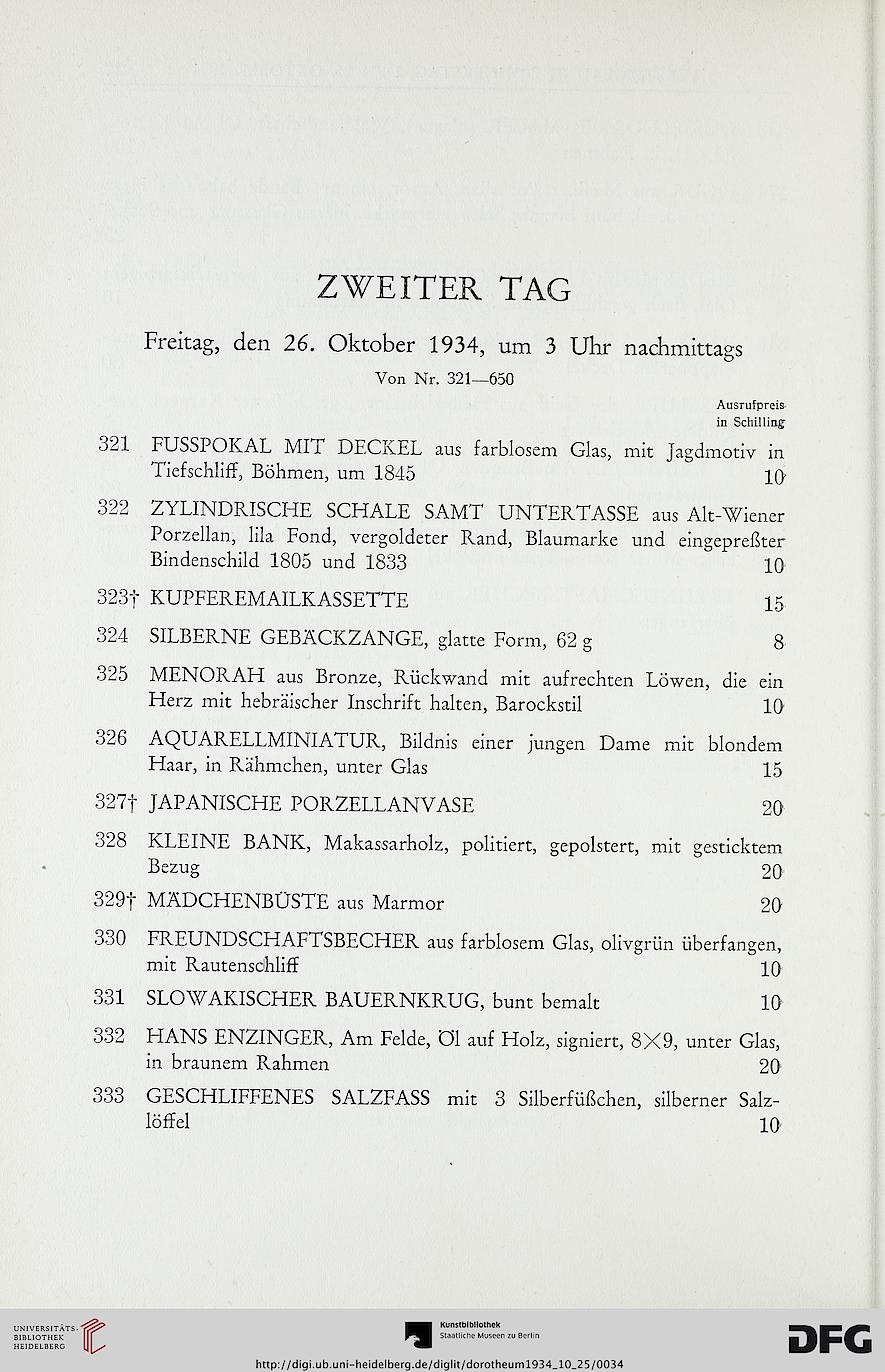 ZWEITER TAG
Freitag, den 26. Oktober 1934, um 3 Uhr nachmittags
Von Nr. 321—650
Ausrufpreis
in Schilling
321 FUSSPOKAL MIT DECKEL aus farblosem Glas, mit Jagdmotiv in
Tiefschliff, Böhmen, um 1845 10
322 ZYLINDRISCHE SCHALE SAMT UNTERTASSE aus Alt-Wiener
Porzellan, lila Fond, vergoldeter Rand, Blaumarke und eingepreßter
Bindenschild 1805 und 1833 10
323† KUPFEREMAILKASSETTE 15
324 SILBERNE GEBÄCKZANGE, glatte Form, 62 g 8
325 MENORAH aus Bronze, Rückwand mit aufrechten Löwen, die ein
Herz mit hebräischer Inschrift halten, Barockstil 10
326 AQUARELLMINIATUR, Bildnis einer jungen Dame mit blondem
Haar, in Rähmchen, unter Glas 15
327† JAPANISCHE PORZELLANVASE 20
328 KLEINE BANK, Makassarholz, politiert, gepolstert, mit gesticktem
Bezug 20
329† MÄDCHENBÜSTE aus Marmor 20
330 FREUNDSCHAFTSBECHER aus farblosem Glas, olivgrün überfangen,
mit Rautenschliff 10
331 SLOWAKISCHER BAUERNKRUG, bunt bemalt 10
332 HANS ENZINGER, Am Felde, Öl auf Holz, signiert, 8×9, unter Glas,
in braunem Rahmen 20
333 GESCHLIFFENES SALZFASS mit 3 Silberfüßchen, silberner Salz-
löffel 10
UNIVERSITÄTS-
BIBLIOTHEK
HEIDELBERG
Kunstbibliothek
Staatliche Museen zu Berlin
DFG
http://digi.ub.uni-heidelberg.de/diglit/dorotheum1934_10_25/0034